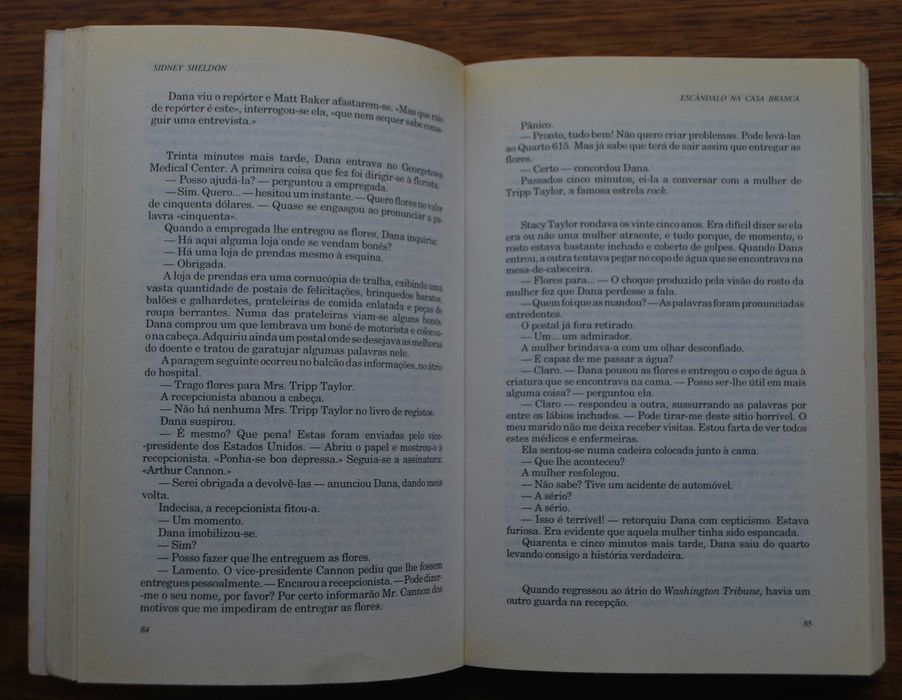 SIDNEY SHELDON
Dana viu o repórter e Matt Baker afastarem-se. «Mas que raio
de repórter é este», interrogou-se ela, «que nem sequer sabe conse-
guir uma entrevista.»
Trinta minutos mais tarde, Dana entrava no Georgetown
Medical Center. A primeira coisa que fez foi dirigir-se à florista.
— Posso ajudá-la? — perguntou a empregada.
—Sim. Quero... — hesitou um instante. — Quero flores no valor
de cinquenta dólares. — Quase se engasgou ao pronunciar a pa-
lavra «cinquenta».
Quando a empregada lhe entregou as flores, Dana inquiriu:
— Há aqui alguma loja onde se vendam bonés?
— Há uma loja de prendas mesmo à esquina.
— Obrigada.
A loja de prendas era uma cornucópia de tralha, exibindo uma
vasta quantidade de postais de felicitações, brinquedos baratos,
balões e galhardetes, prateleiras de comida enlatada e peças de
roupa berrantes. Numa das prateleiras viam-se alguns bonés.
Dana comprou um que lembrava um boné de motorista e colocou-
o na cabeça. Adquiriu ainda um postal onde se desejava as melhoras
do doente e tratou de garatujar algumas palavras nele.
A paragem seguinte ocorreu no balcão das informações, no átrio
do hospital.
— Trago flores para Mrs. Tripp Taylor.
A recepcionista abanou a cabeça.
— Não há nenhuma Mrs. Tripp Taylor no livro de registos.
Dana suspirou.
— É mesmo? Que pena! Estas foram enviadas pelo vice-
-presidente dos Estados Unidos. — Abriu o papel e mostrou-o à
recepcionista. «Ponha-se boa depressa.» Seguia-se a assinatura:
«Arthur Cannon.»
— Serei obrigada a devolvê-las — anunciou Dana, dando meia
volta.
Indecisa, a recepcionista fitou-a.
— Um momento.
Dana imobilizou-se.
— Sim?
— Posso fazer que lhe entreguem as flores.
— Lamento. O vice-presidente Cannon pediu que lhe fossem
entregues pessoalmente. — Encarou a recepcionista. — Pode dizer-
-me o seu nome, por favor? Por certo informarão Mr. Cannon dos
motivos que me impediram de entregar as flores.
84
ESCÂNDALO NA CASA BRANCA
Pânico.
— Pronto, tudo bem! Não quero criar problemas. Pode levá-las
ao Quarto 615. Mas já sabe que terá de sair assim que entregar as
flores.
— Certo — concordou Dana.
Passados cinco minutos, ei-la a conversar com a mulher de
Tripp Taylor, a famosa estrela rock.
Stacy Taylor rondava os vinte cinco anos. Era difícil dizer se ela
era ou não uma mulher atraente, e tudo porque, de momento, o
rosto estava bastante inchado e coberto de golpes. Quando Dana
entrou, a outra tentava pegar no copo de água que se encontrava na
mesa-de-cabeceira.
— Flores para... — O choque produzido pela visão do rosto da
mulher fez que Dana perdesse a fala.
—Quem foi que as mandou? — As palavras foram pronunciadas
entredentes.
O postal já fora retirado.
— Um... um admirador.
A mulher brindava-a com um olhar desconfiado.
— É capaz de me passar a água?
— Claro. — Dana pousou as flores e entregou o copo de água à
criatura que se encontrava na cama. — Posso ser-lhe útil em mais
alguma coisa? — perguntou ela.
— Claro — respondeu a outra, sussurrando as palavras por
entre os lábios inchados. — Pode tirar-me deste sítio horrível. O
meu marido não me deixa receber visitas. Estou farta de ver todos
estes médicos e enfermeiras.
Ela sentou-se numa cadeira colocada junto à cama.
— Que lhe aconteceu?
A mulher resfolegou.
— Não sabe? Tive um acidente de automóvel.
— A sério?
— A sério.
— Isso é terrível! — retorquiu Dana com cepticismo. Estava
furiosa. Era evidente que aquela mulher tinha sido espancada.
Quarenta e cinco minutos mais tarde, Dana saiu do quarto
levando consigo a história verdadeira.
Quando regressou ao átrio do Washington Tribune, havia um
outro guarda na recepção.
85